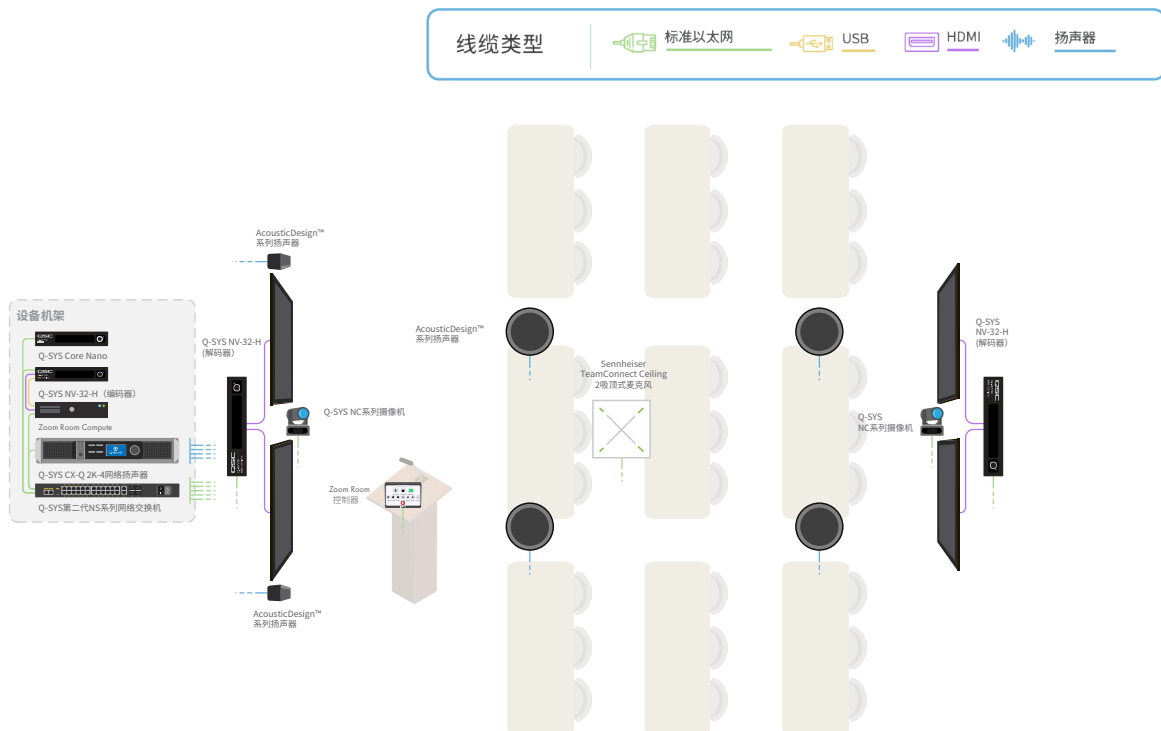 线缆类型
标准以太网
USB
HDMI
扬声器
AcousticDesign™
系列扬声器
设备机架
QSC
Q-SYS Core Nano
QSC
Q-SYS NV-32-H（编码器）
Zoom Room Compute
Q-SYS CX-Q 2K-4网络扬声器
Q-SYS第二代NS系列网络交换机
Q-SYS NV-32-H
(解码器）
QSC
Q-SYS NC系列摄像机
AcousticDesign™
系列扬声器
Zoom Room
控制器
AcousticDesign™
系列扬声器
Sennheiser
TeamConnect Ceiling
2吸顶式麦克风
Q-SYS
NC系列摄像机
Q-SYS
NV-32-H
(解码器）
QSC